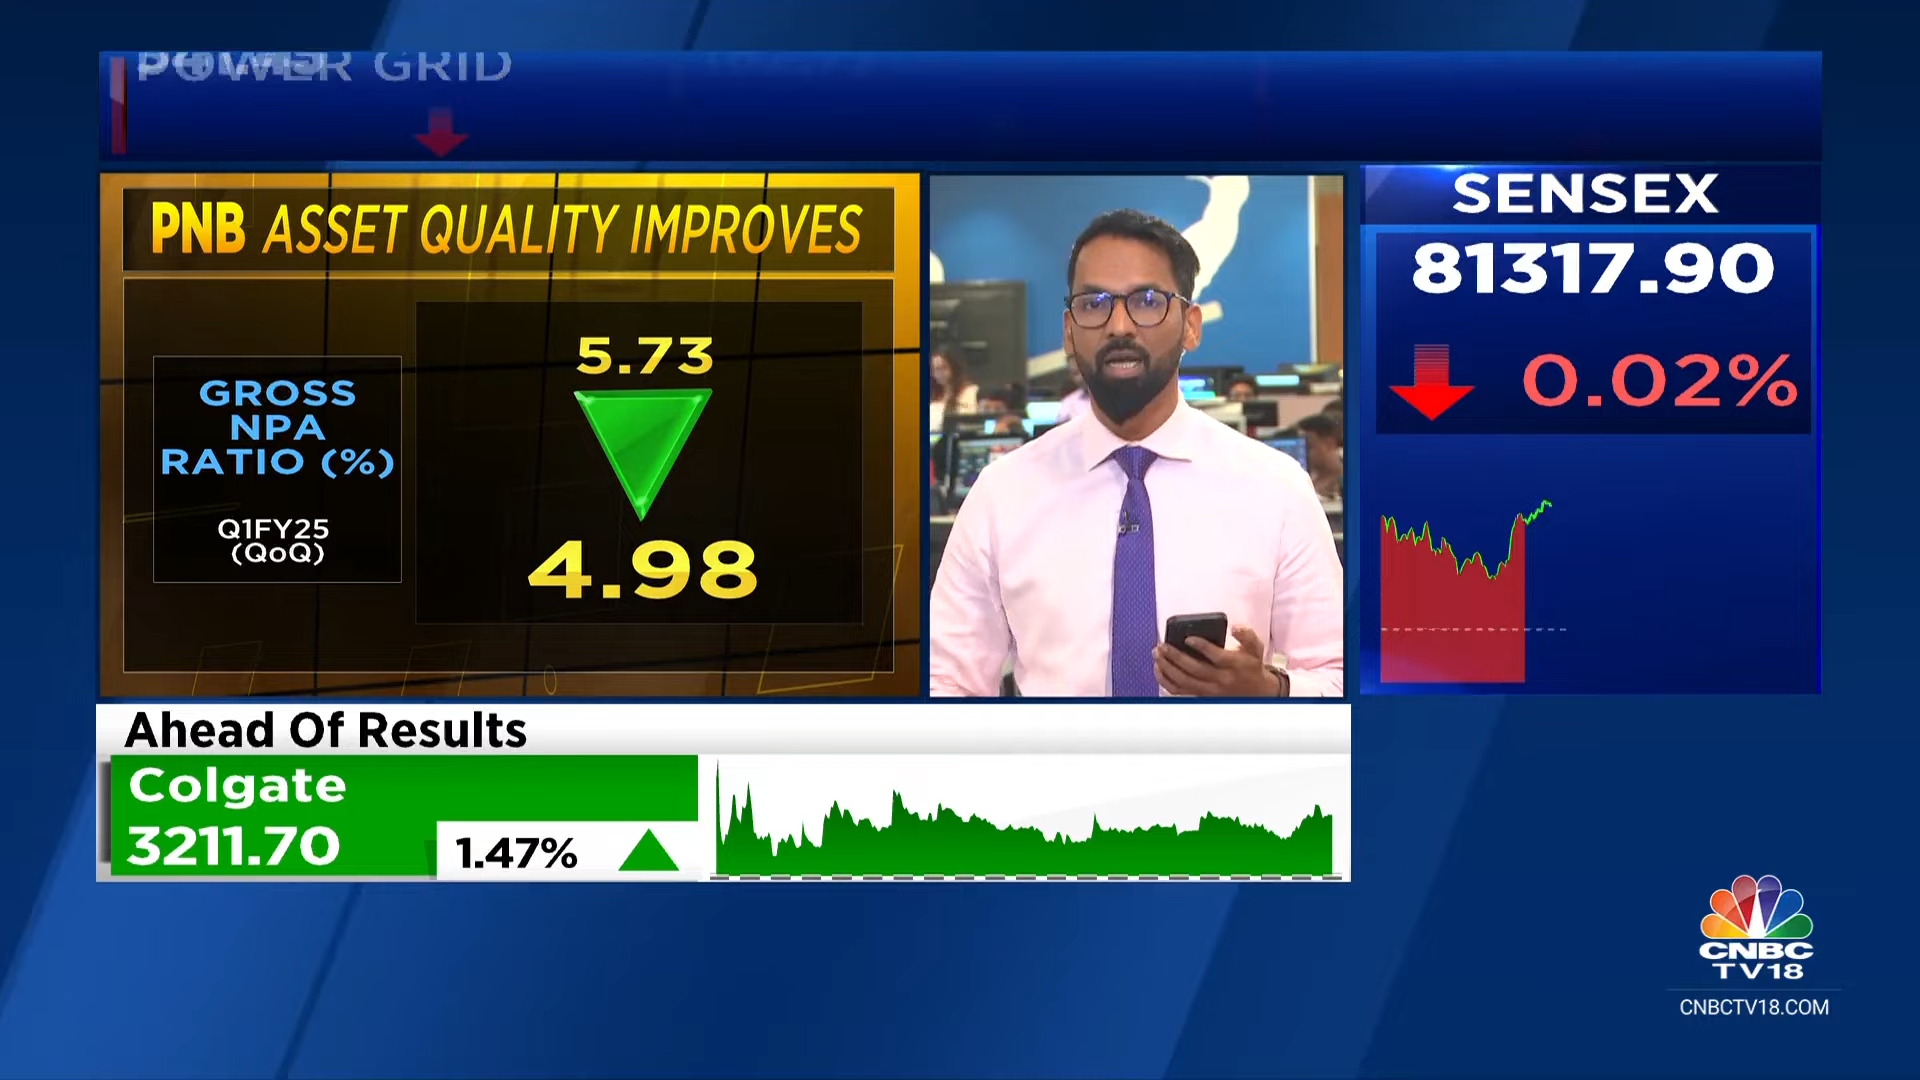 POWER GRID
PNB ASSET QUALITY IMPROVES
GROSS
NPA
RATIO (%)
Q1FY25
(QoQ)
5.73
4.98
SENSEX
81317.90
0.02%
Ahead Of Results
Colgate
3211.70
1.47%
CNBC
TV18
CNBCTV18.COM